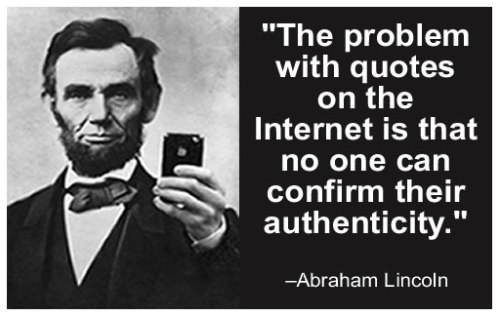 "The problem
with quotes
on the
Internet is that
no one can
confirm their
authenticity."
–Abraham Lincoln